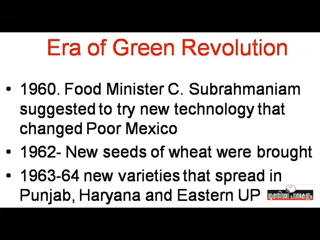 Era of Green Revolution
• 1960. Food Minister C. Subrahmaniam
suggested to try new technology that
changed Poor Mexico
• 1962- New seeds of wheat were brought
• 1963-64 new varieties that spread in
Punjab, Haryana and Eastern UP